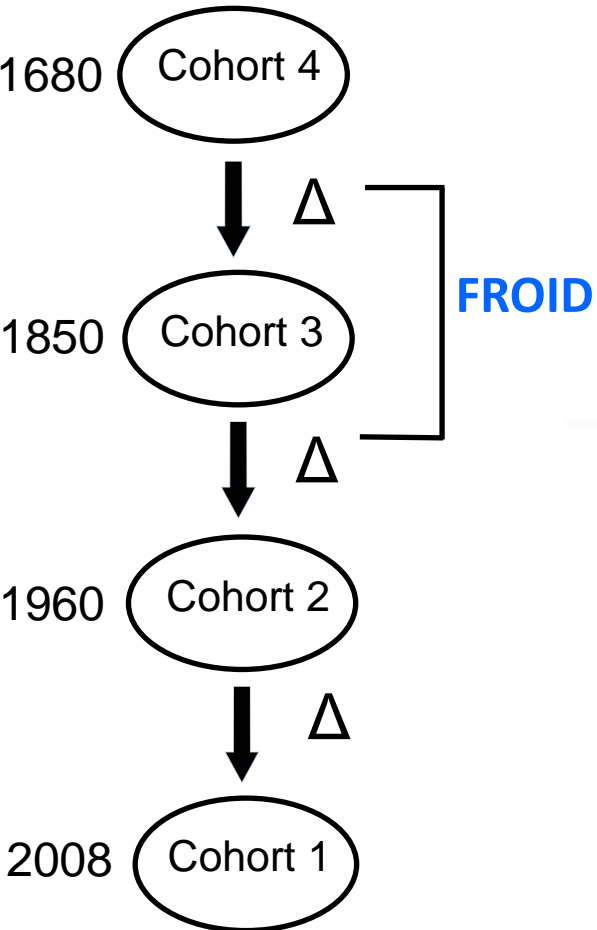 1680 Cohort 4
Δ
FROID
1850 Cohort 3
Δ
1960 Cohort 2
Δ
2008 Cohort 1